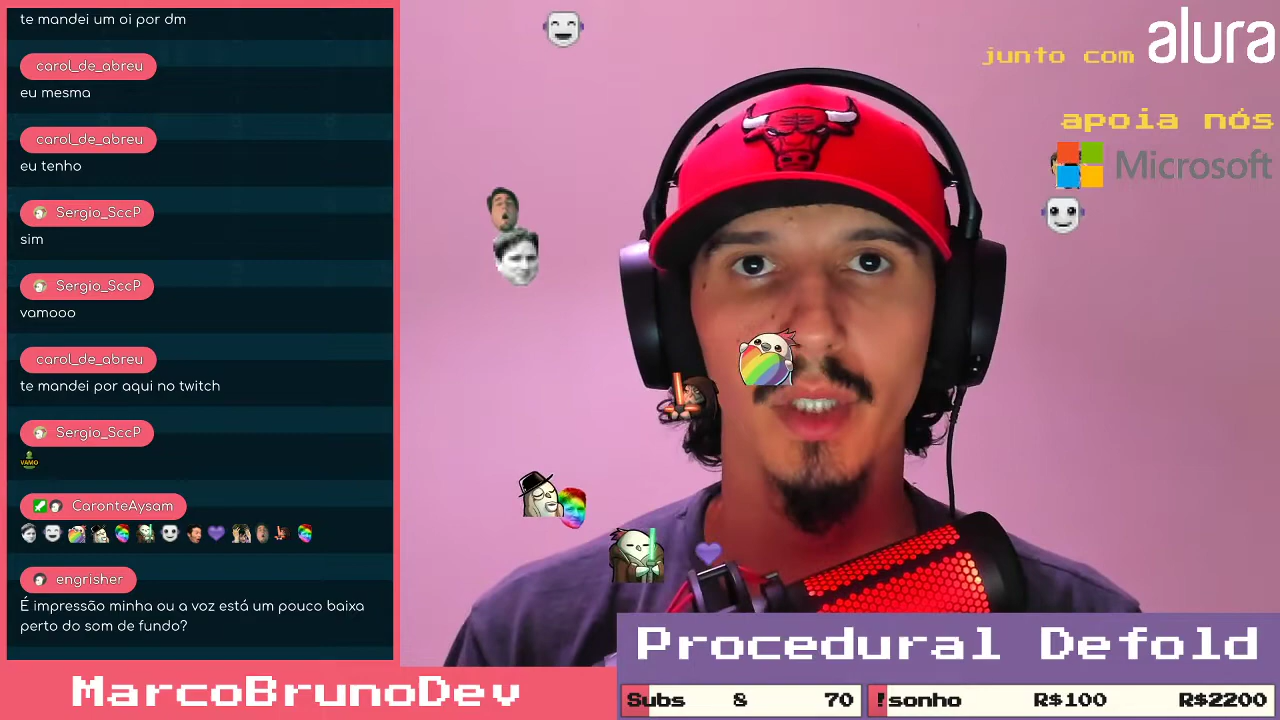 te mandei um oi por dm
carol_de_abreu
eu mesma
carol_de_abreu
eu tenho
Sergio_SccP
sim
Sergio_SccP
vamooo
carol_de_abreu
te mandei por aqui no twitch
Sergio_SccP
VAMO
CaronteAysam
engrisher
É impressão minha ou a voz está um pouco baixa
perto do som de fundo?
MarcoBrunoDev
junto com alura
apoia nós
Microsoft
Procedural Defold
Subs 8 70
!sonho R$100 R$2200